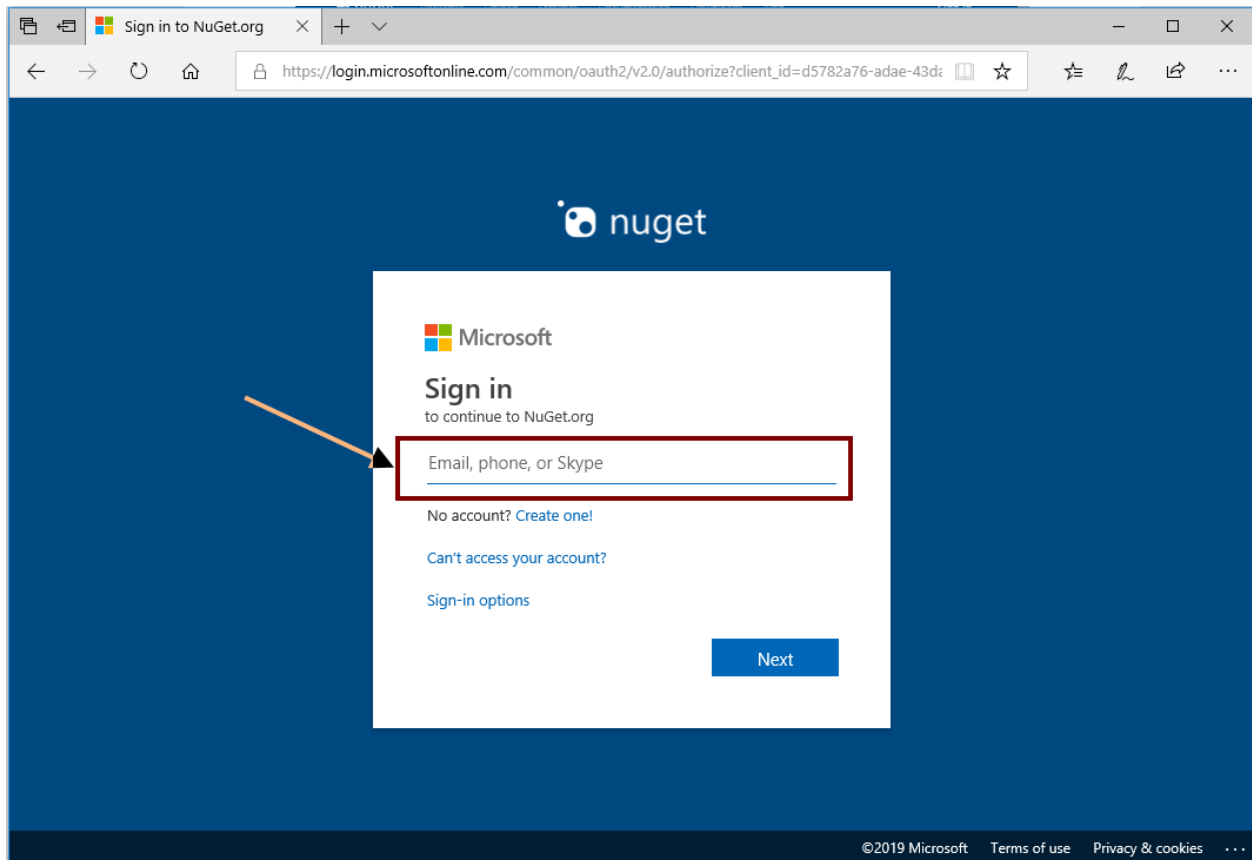 Sign in to NuGet.org
https://login.microsoftonline.com/common/oauth2/v2.0/authorize?client_id=d5782a76-adae-43da
nuget
Microsoft
Sign in
to continue to NuGet.org
Email, phone, or Skype
No account? Create one!
Can't access your account?
Sign-in options
Next
©2019 Microsoft Terms of use Privacy & cookies ...